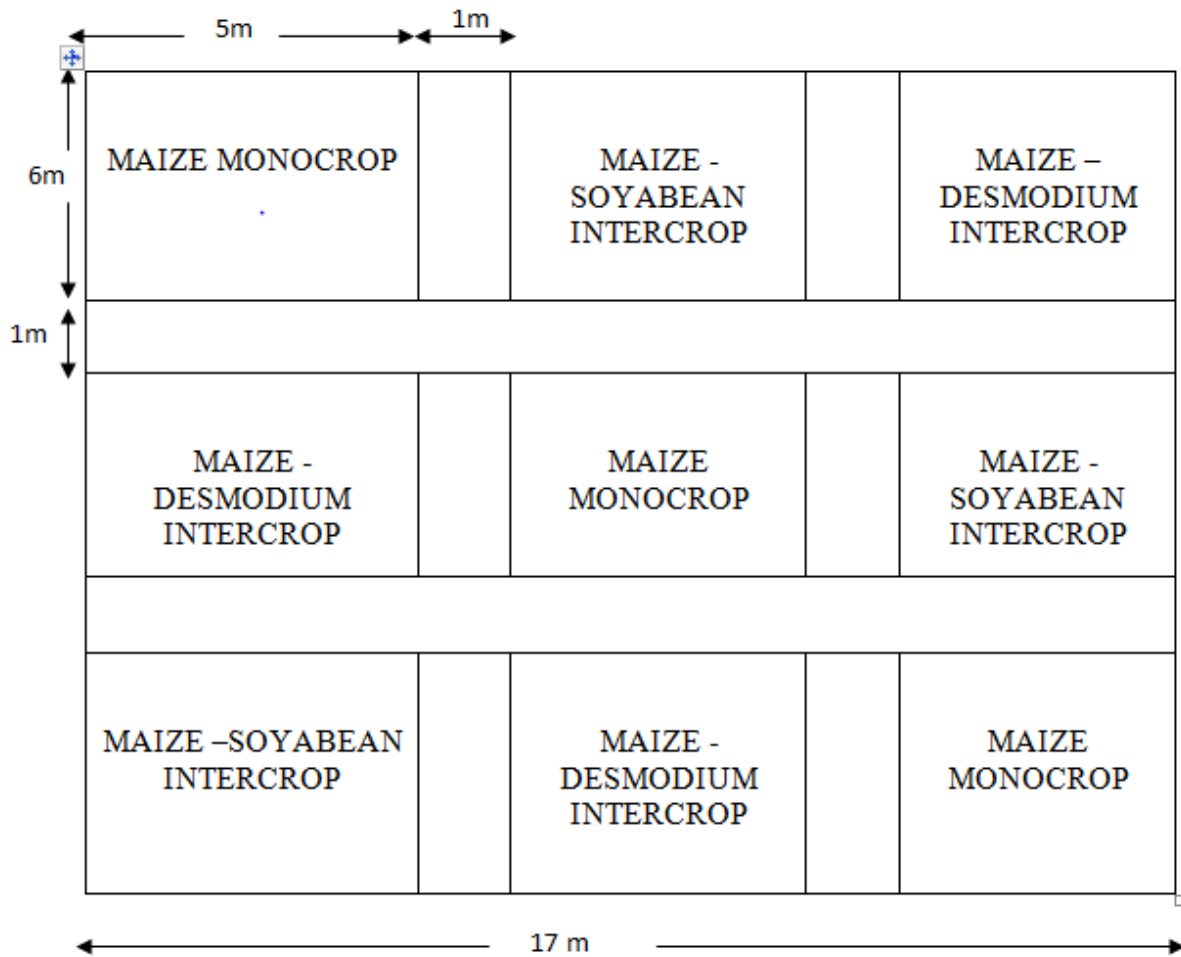 5m
1m
6m
MAIZE MONOCROP
MAIZE -
SOYABEAN
INTERCROP
MAIZE –
DESMODIUM
INTERCROP
1m
MAIZE -
DESMODIUM
INTERCROP
MAIZE
MONOCROP
MAIZE -
SOYABEAN
INTERCROP
MAIZE –SOYABEAN
INTERCROP
MAIZE -
DESMODIUM
INTERCROP
MAIZE
MONOCROP
17 m